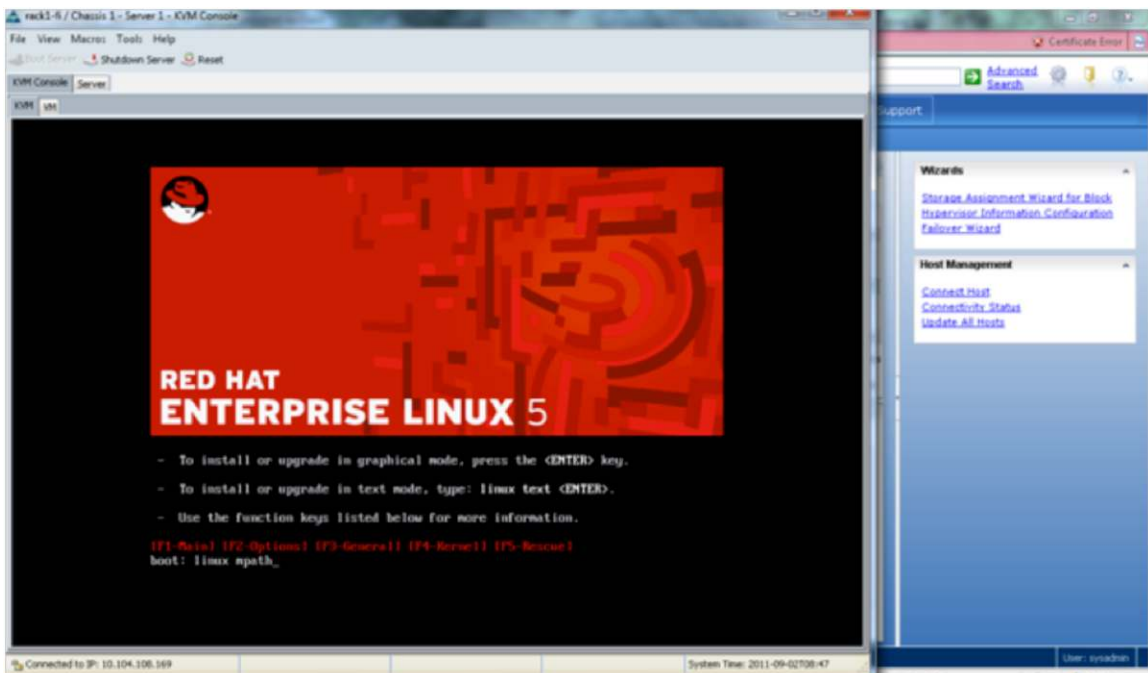 rack1-fi / Chassis 1 - Server 1 - KVM Console
File View Macros Tools Help
Boot Server Shutdown Server Reset
KVM Console Server
KVM VM
RED HAT
ENTERPRISE LINUX 5
- To install or upgrade in graphical mode, press the <ENTER> key.
- To install or upgrade in text mode, type: linux text <ENTER>.
- Use the function keys listed below for more information.
[F1-Main] [F2-Options] [F3-General] [F4-Kernel] [F5-Rescue]
boot: linux mpath_
Connected to IP: 10.104.108.169
System Time: 2011-09-02T08:47
Certificate Error
Advanced
Search
Support
Wizards
Storage Assignment Wizard for Block
Hypervisor Information Configuration
Failover Wizard
Host Management
Connect Host
Connectivity Status
Update All Hosts
User: sysadmin